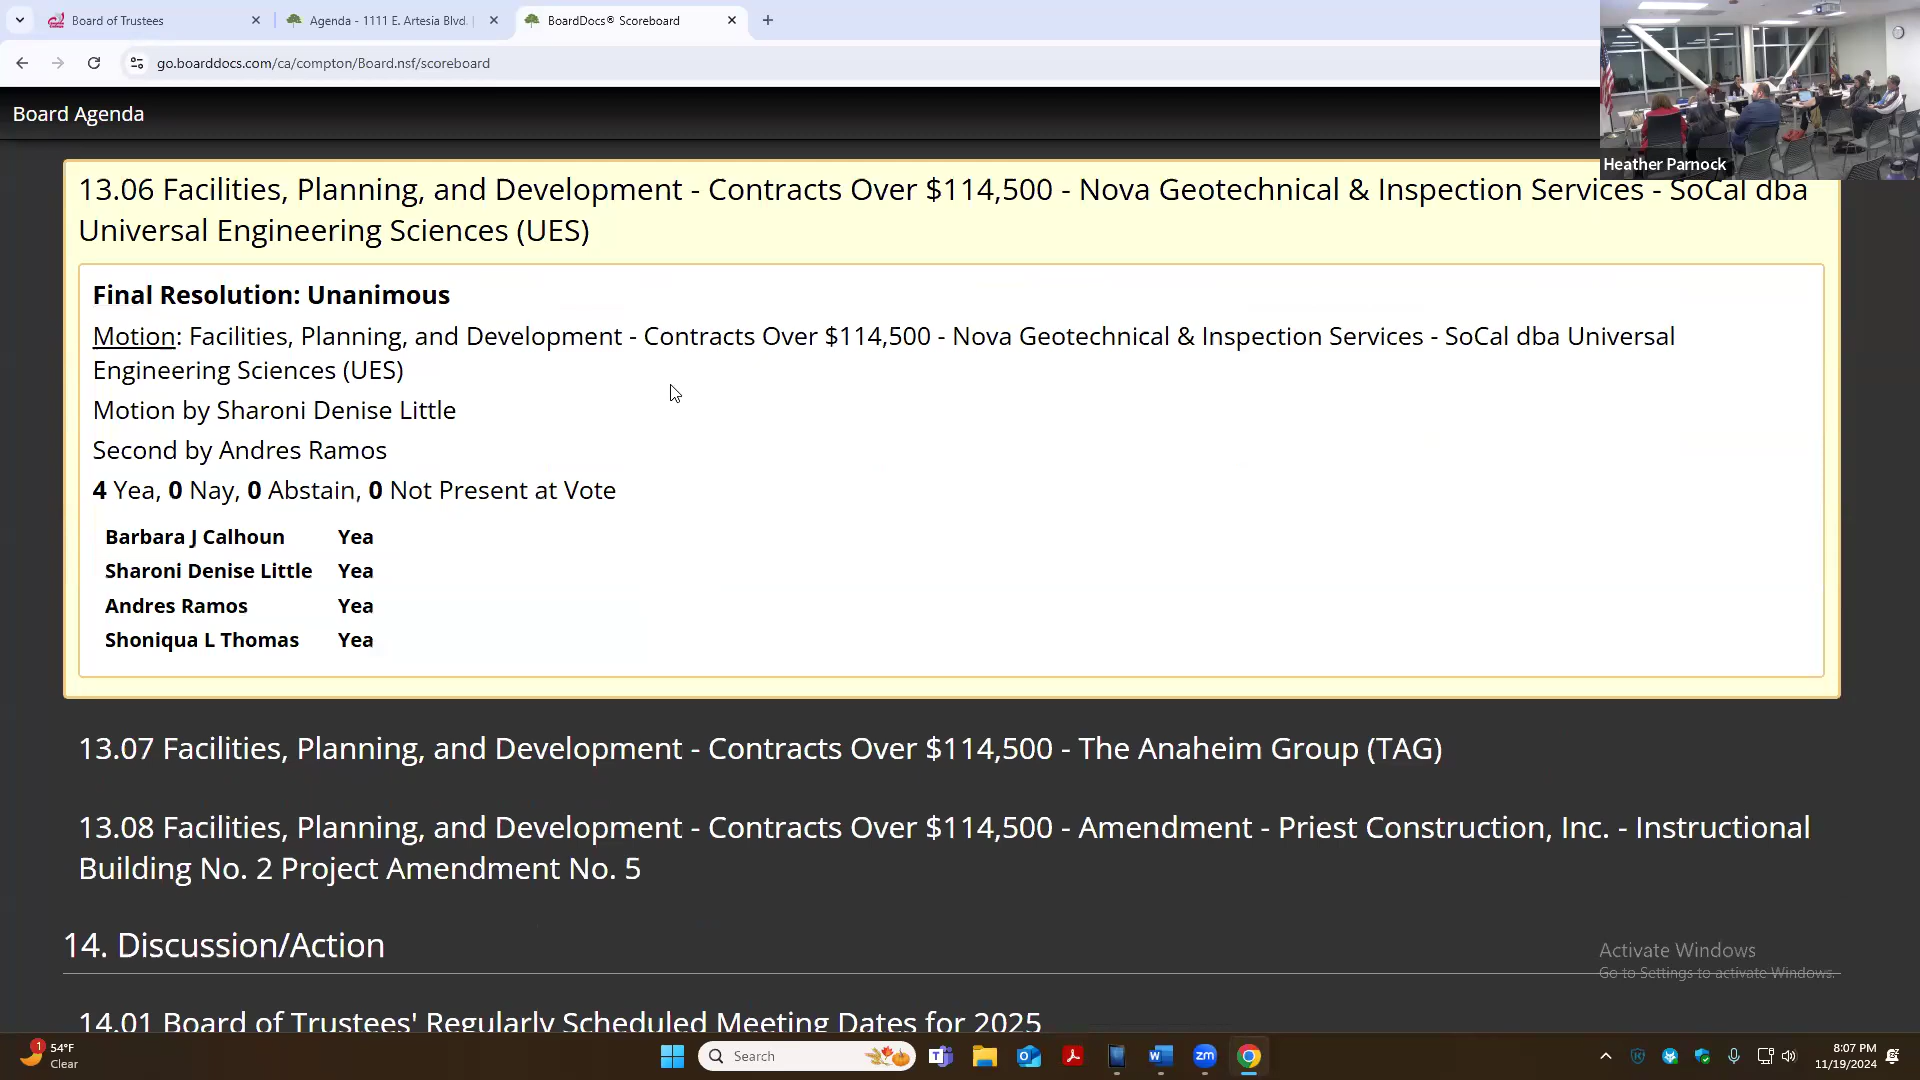 Board of Trustees
Agenda - 1111 E. Artesia Blvd.
BoardDocs® Scoreboard
go.boarddocs.com/ca/compton/Board.nsf/scoreboard
Board Agenda
Heather Parnock
13.06 Facilities, Planning, and Development - Contracts Over $114,500 - Nova Geotechnical & Inspection Services - SoCal dba
Universal Engineering Sciences (UES)
Final Resolution: Unanimous
Motion: Facilities, Planning, and Development - Contracts Over $114,500 - Nova Geotechnical & Inspection Services - SoCal dba Universal
Engineering Sciences (UES)
Motion by Sharoni Denise Little
Second by Andres Ramos
4 Yea, 0 Nay, 0 Abstain, 0 Not Present at Vote
Barbara J Calhoun Yea
Sharoni Denise Little Yea
Andres Ramos Yea
Shoniqua L Thomas Yea
13.07 Facilities, Planning, and Development - Contracts Over $114,500 - The Anaheim Group (TAG)
13.08 Facilities, Planning, and Development - Contracts Over $114,500 - Amendment - Priest Construction, Inc. - Instructional
Building No. 2 Project Amendment No. 5
14. Discussion/Action
Activate Windows
Go to Settings to activate Windows.
14.01 Board of Trustees' Regularly Scheduled Meeting Dates for 2025
1
54°F
Clear
Search
zm
8:07 PM
11/19/2024